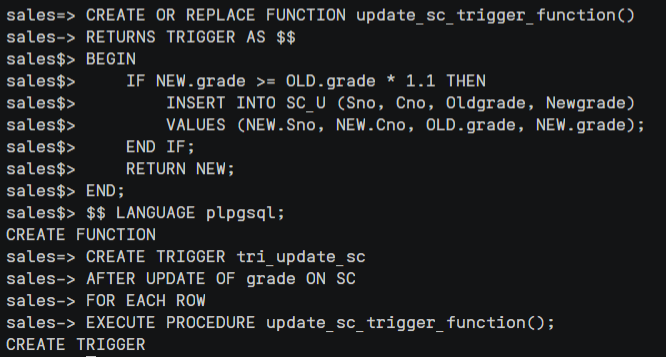 sales=> CREATE OR REPLACE FUNCTION update_sc_trigger_function()
sales-> RETURNS TRIGGER AS $$
sales$> BEGIN
sales$>     IF NEW.grade >= OLD.grade * 1.1 THEN
sales$>         INSERT INTO SC_U (Sno, Cno, Oldgrade, Newgrade)
sales$>         VALUES (NEW.Sno, NEW.Cno, OLD.grade, NEW.grade);
sales$>     END IF;
sales$>     RETURN NEW;
sales$> END;
sales$> $$ LANGUAGE plpgsql;
CREATE FUNCTION
sales=> CREATE TRIGGER tri_update_sc
sales-> AFTER UPDATE OF grade ON SC
sales-> FOR EACH ROW
sales-> EXECUTE PROCEDURE update_sc_trigger_function();
CREATE TRIGGER